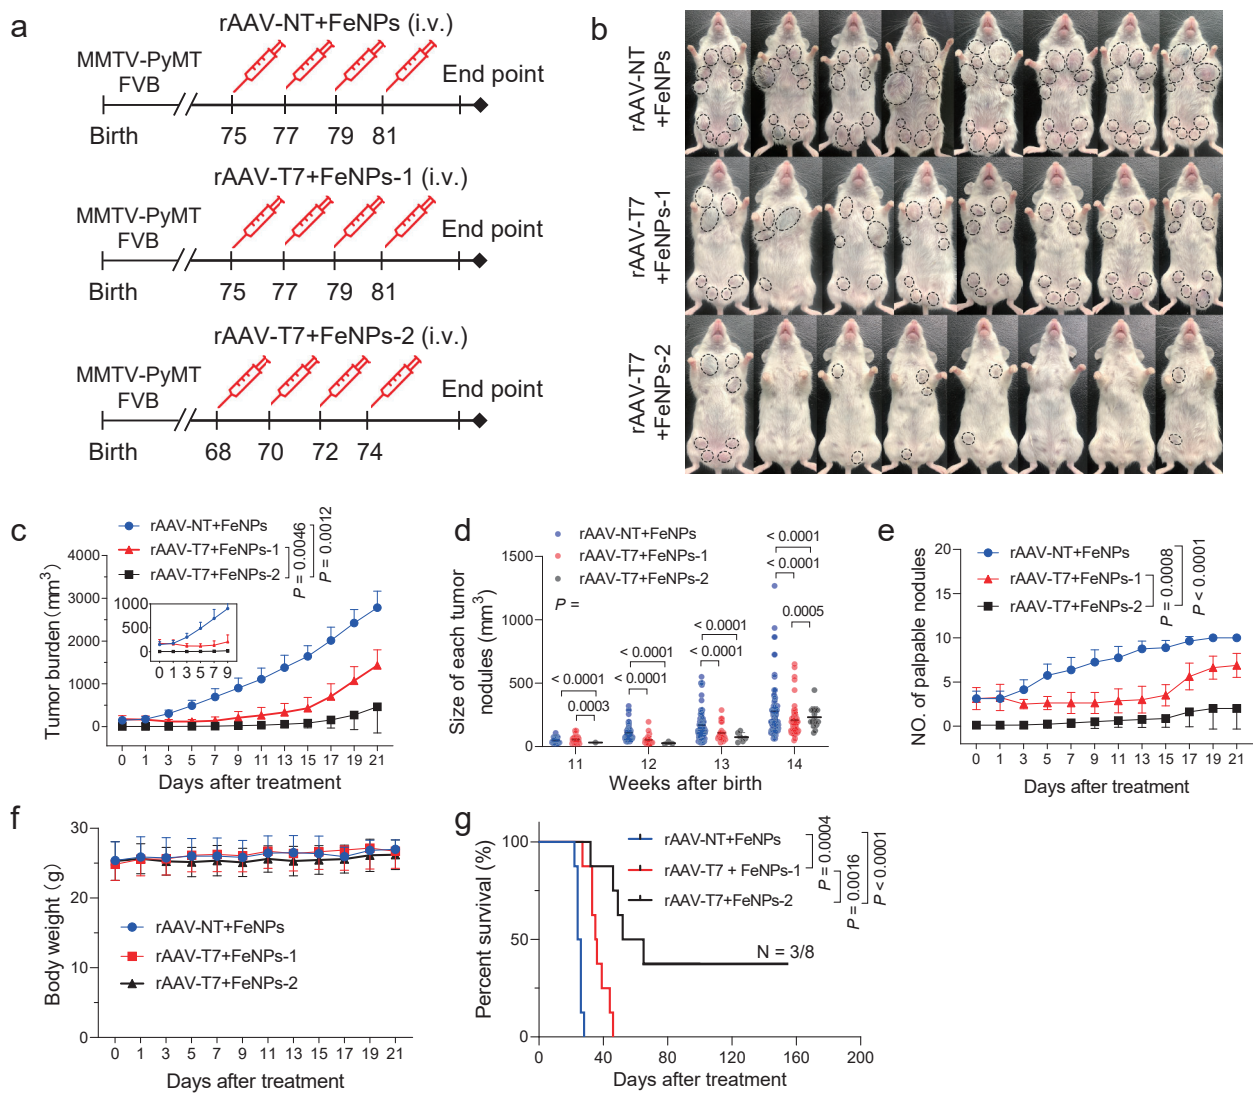 a
rAAV-NT+FeNPs (i.v.)
MMTV-PyMT
FVB
End point
Birth
75 77 79 81
rAAV-T7+FeNPs-1 (i.v.)
MMTV-PyMT
FVB
End point
Birth
75 77 79 81
rAAV-T7+FeNPs-2 (i.v.)
MMTV-PyMT
FVB
End point
Birth
68 70 72 74
b
rAAV-NT
+FeNPs
rAAV-T7
+FeNPs-1
rAAV-T7
+FeNPs-2
c
rAAV-NT+FeNPs
rAAV-T7+FeNPs-1
rAAV-T7+FeNPs-2
P = 0.0046
P = 0.0012
Tumor burden (mm³)
4000
3000
2000
1000
0
1000
500
0
0 1 3 5 7 9
0 1 3 5 7 9 11 13 15 17 19 21
Days after treatment
d
rAAV-NT+FeNPs
rAAV-T7+FeNPs-1
rAAV-T7+FeNPs-2
P =
Size of each tumor
nodules (mm³)
1500
1000
500
0
< 0.0001
0.0003
< 0.0001
< 0.0001
< 0.0001
< 0.0001
< 0.0001
< 0.0001
0.0005
11 12 13 14
Weeks after birth
e
rAAV-NT+FeNPs
rAAV-T7+FeNPs-1
rAAV-T7+FeNPs-2
P = 0.0008
P < 0.0001
NO. of palpable nodules
20
15
10
5
0
0 1 3 5 7 9 11 13 15 17 19 21
Days after treatment
f
Body weight (g)
30
20
10
0
rAAV-NT+FeNPs
rAAV-T7+FeNPs-1
rAAV-T7+FeNPs-2
0 1 3 5 7 9 11 13 15 17 19 21
Days after treatment
g
rAAV-NT+FeNPs
rAAV-T7 + FeNPs-1
rAAV-T7+FeNPs-2
P = 0.0004
P = 0.0016
P < 0.0001
Percent survival (%)
100
50
0
N = 3/8
0 40 80 120 160 200
Days after treatment